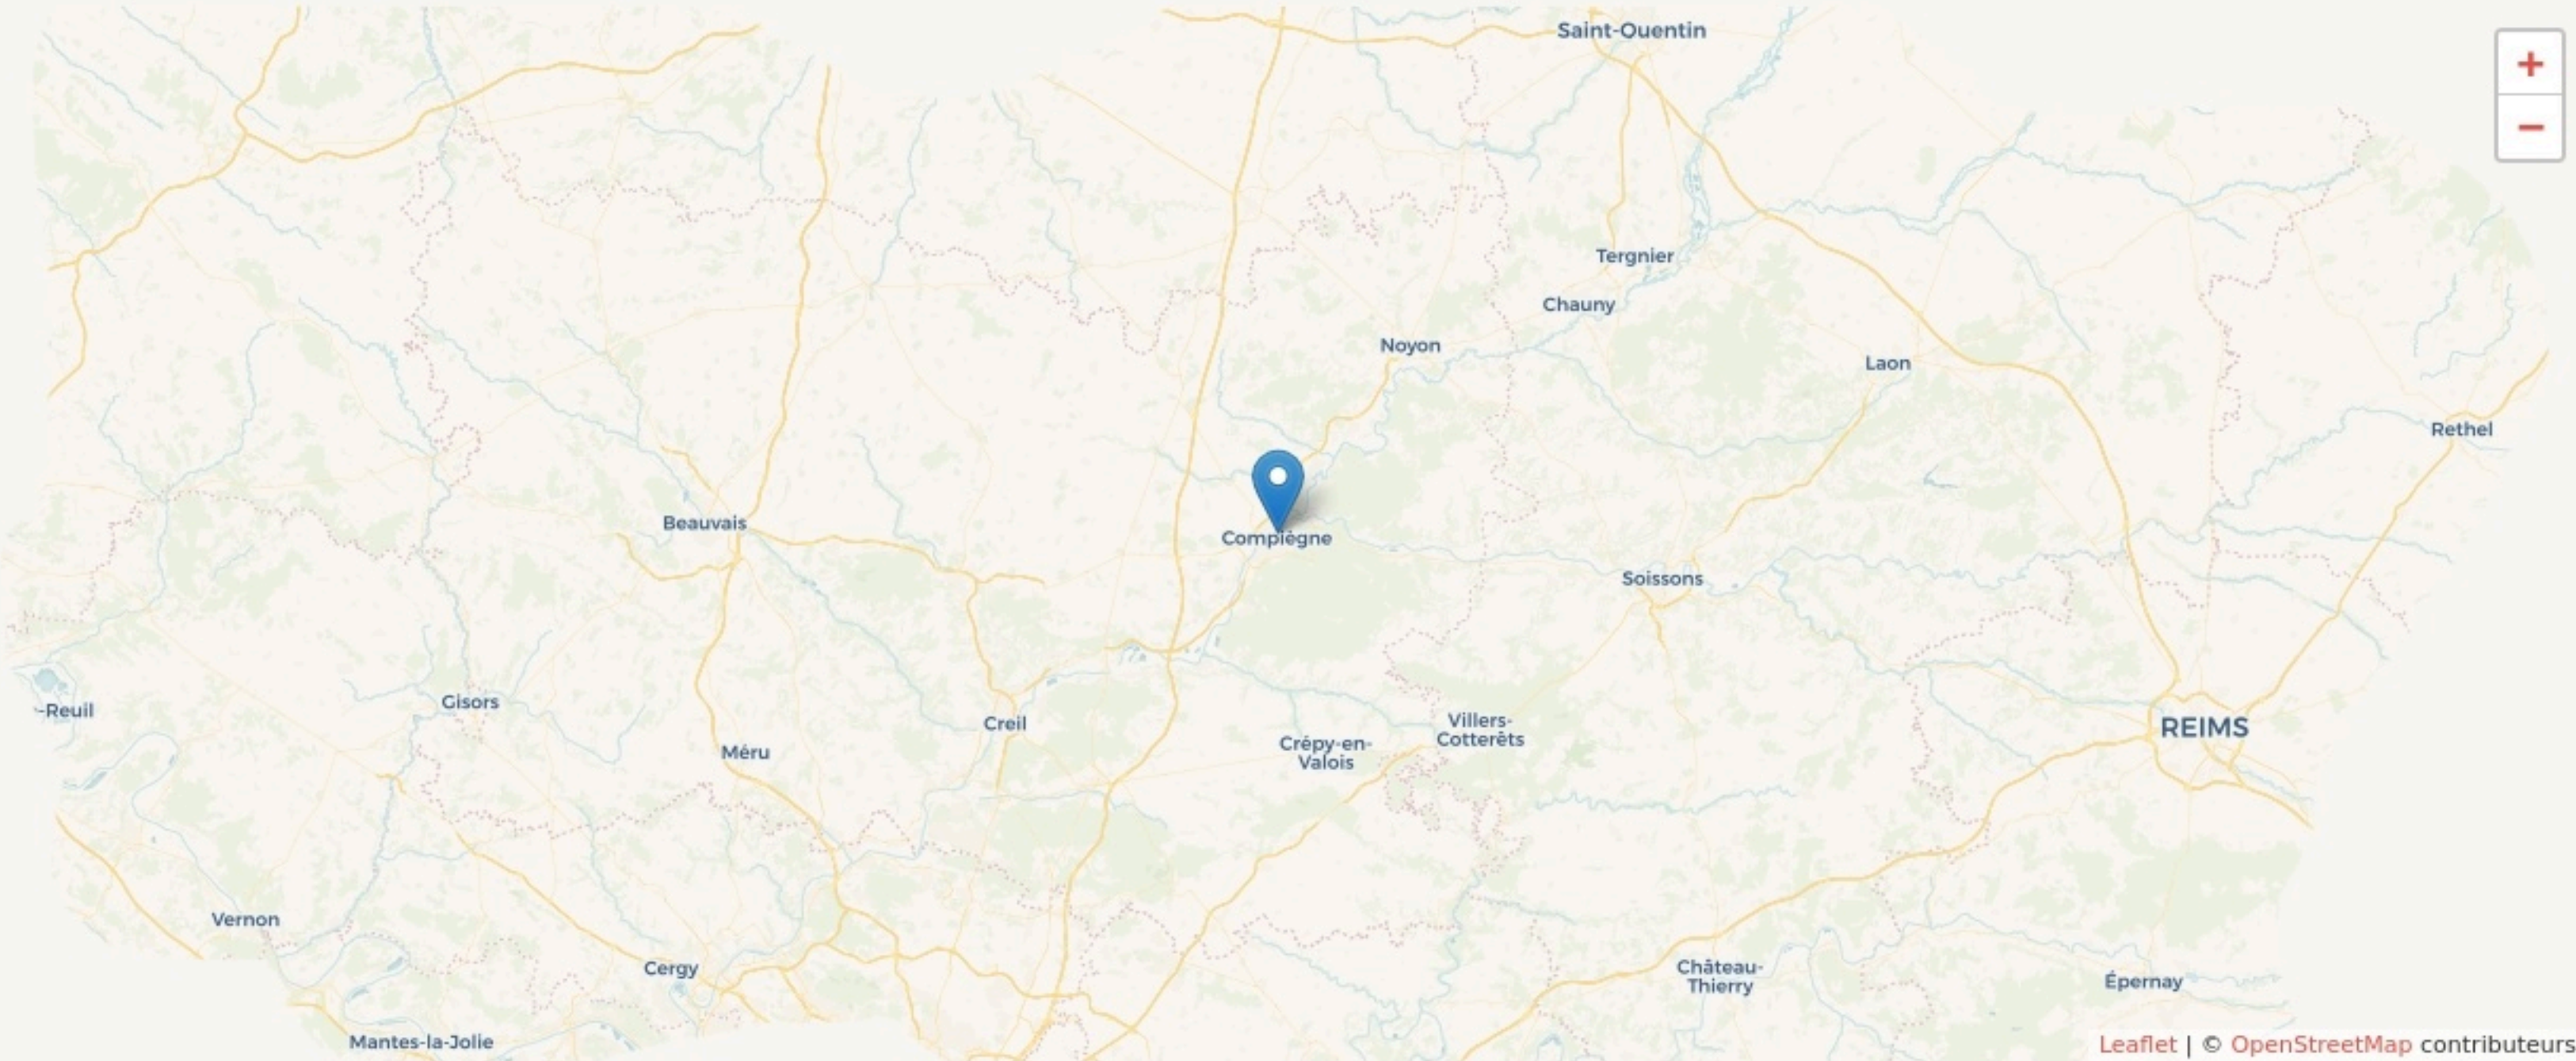 Saint-Quentin
+
−
Tergnier
Chauny
Noyon
Laon
Rethel
Beauvais
Compiègne
Soissons
Gisors
-Reuil
Creil
Méru
Crépy-en-
Valois
Villers-
Cotterêts
REIMS
Vernon
Cergy
Château-
Thierry
Épernay
Mantes-la-Jolie
Leaflet | © OpenStreetMap contributeurs